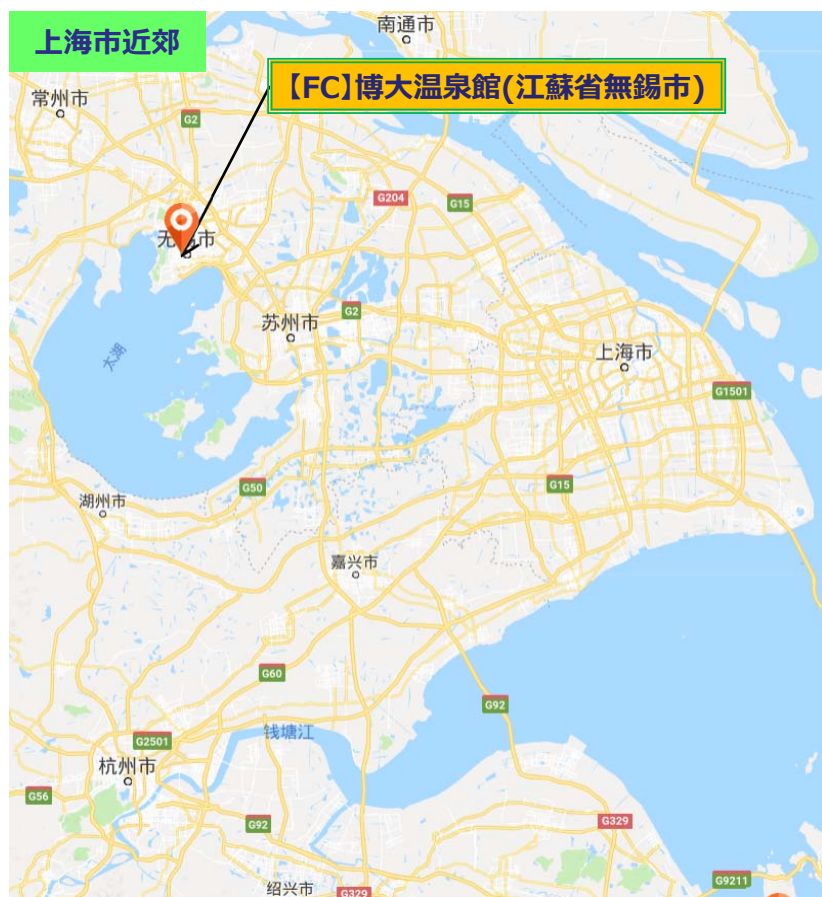 上海市近郊
南通市
【FC】博大温泉館(江蘇省無錫市)
常州市
G2
G204
G15
市
苏州市
G2
上海市
太湖
G1501
G50
G15
湖州市
嘉兴市
G60
G92
钱塘江
G2501
杭州市
G56
G92
G329
绍兴市
G329
G9211